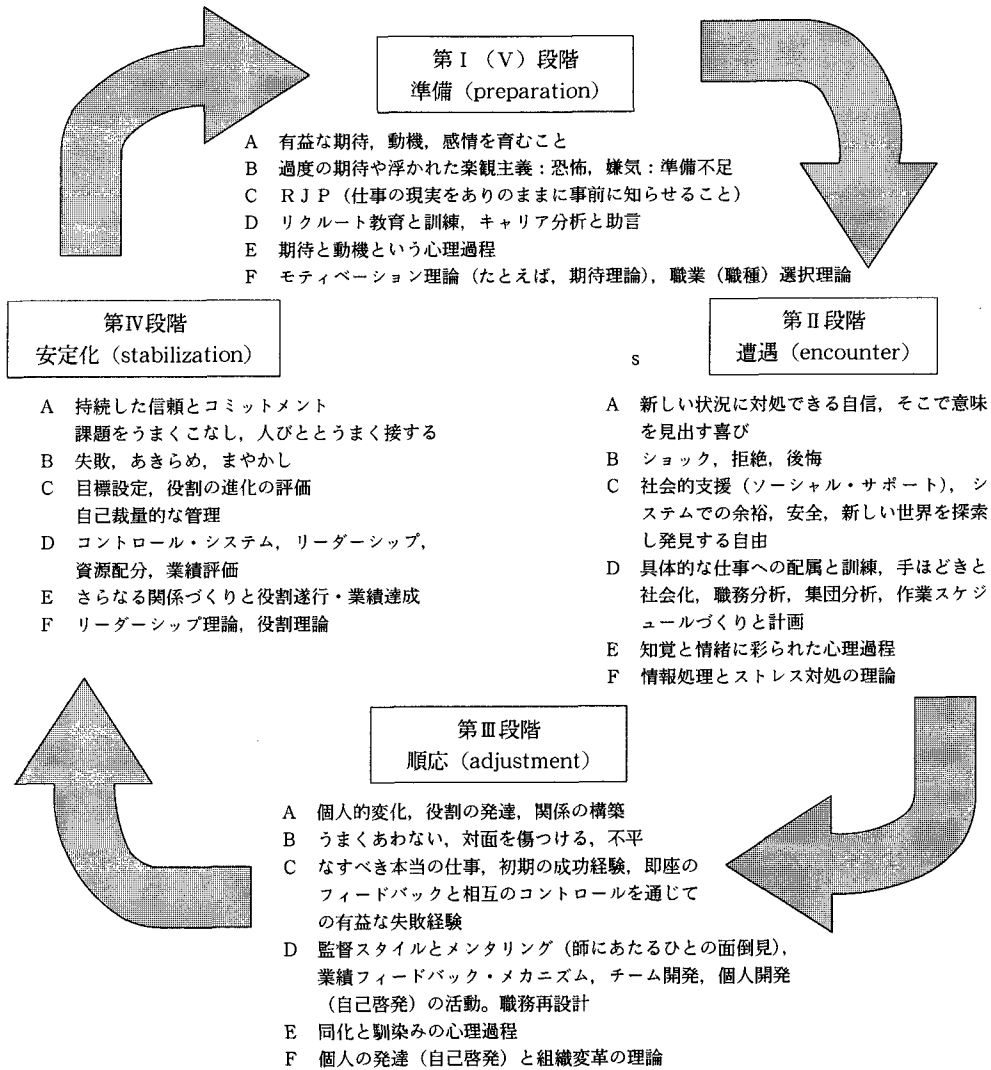 第Ⅰ（Ⅴ）段階
準備（preparation）
A 有益な期待，動機，感情を育むこと
B 過度の期待や浮かれた楽観主義：恐怖，嫌気：準備不足
C RJP（仕事の現実をありのままに事前に知らせること）
D リクルート教育と訓練，キャリア分析と助言
E 期待と動機という心理過程
F モティベーション理論（たとえば，期待理論），職業（職種）選択理論
第Ⅱ段階
遭遇（encounter）
s
A 新しい状況に対処できる自信，そこで意味
を見出す喜び
B ショック，拒絶，後悔
C 社会的支援（ソーシャル・サポート），シ
ステムでの余裕，安全，新しい世界を探索
し発見する自由
D 具体的な仕事への配属と訓練，手ほどきと
社会化，職務分析，集団分析，作業スケジ
ュールづくりと計画
E 知覚と情緒に彩られた心理過程
F 情報処理とストレス対処の理論
第Ⅲ段階
順応（adjustment）
A 個人的変化，役割の発達，関係の構築
B うまくあわない，対面を傷つける，不平
C なすべき本当の仕事，初期の成功経験，即座の
フィードバックと相互のコントロールを通じて
の有益な失敗経験
D 監督スタイルとメンタリング（師にあたるひとの面倒見），
業績フィードバック・メカニズム，チーム開発，個人開発
（自己啓発）の活動。職務再設計
E 同化と馴染みの心理過程
F 個人の発達（自己啓発）と組織変革の理論
第Ⅳ段階
安定化（stabilization）
A 持続した信頼とコミットメント
課題をうまくこなし，人びととうまく接する
B 失敗，あきらめ，まやかし
C 目標設定，役割の進化の評価
自己裁量的な管理
D コントロール・システム，リーダーシップ，
資源配分，業績評価
E さらなる関係づくりと役割遂行・業績達成
F リーダーシップ理論，役割理論